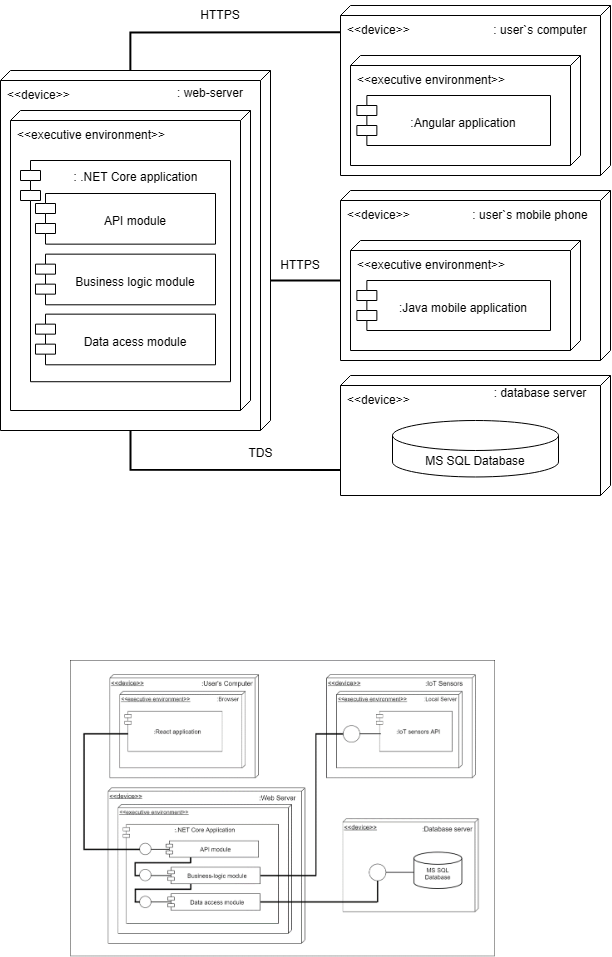 HTTPS
<<device>>
: user`s computer
<<executive environment>>
:Angular application
<<device>>
: web-server
<<executive environment>>
: .NET Core application
API module
Business logic module
Data acess module
HTTPS
<<device>>
: user`s mobile phone
<<executive environment>>
:Java mobile application
<<device>>
: database server
MS SQL Database
TDS
<<device>>
:User's Computer
<<executive environment>>
:Browser
:React application
<<device>>
:IoT Sensors
<<executive environment>>
:Local Server
:IoT sensors API
<<device>>
:Web Server
<<executive environment>>
:.NET Core Application
API module
Business-logic module
Data access module
<<device>>
:Database server
MS SQL
Database